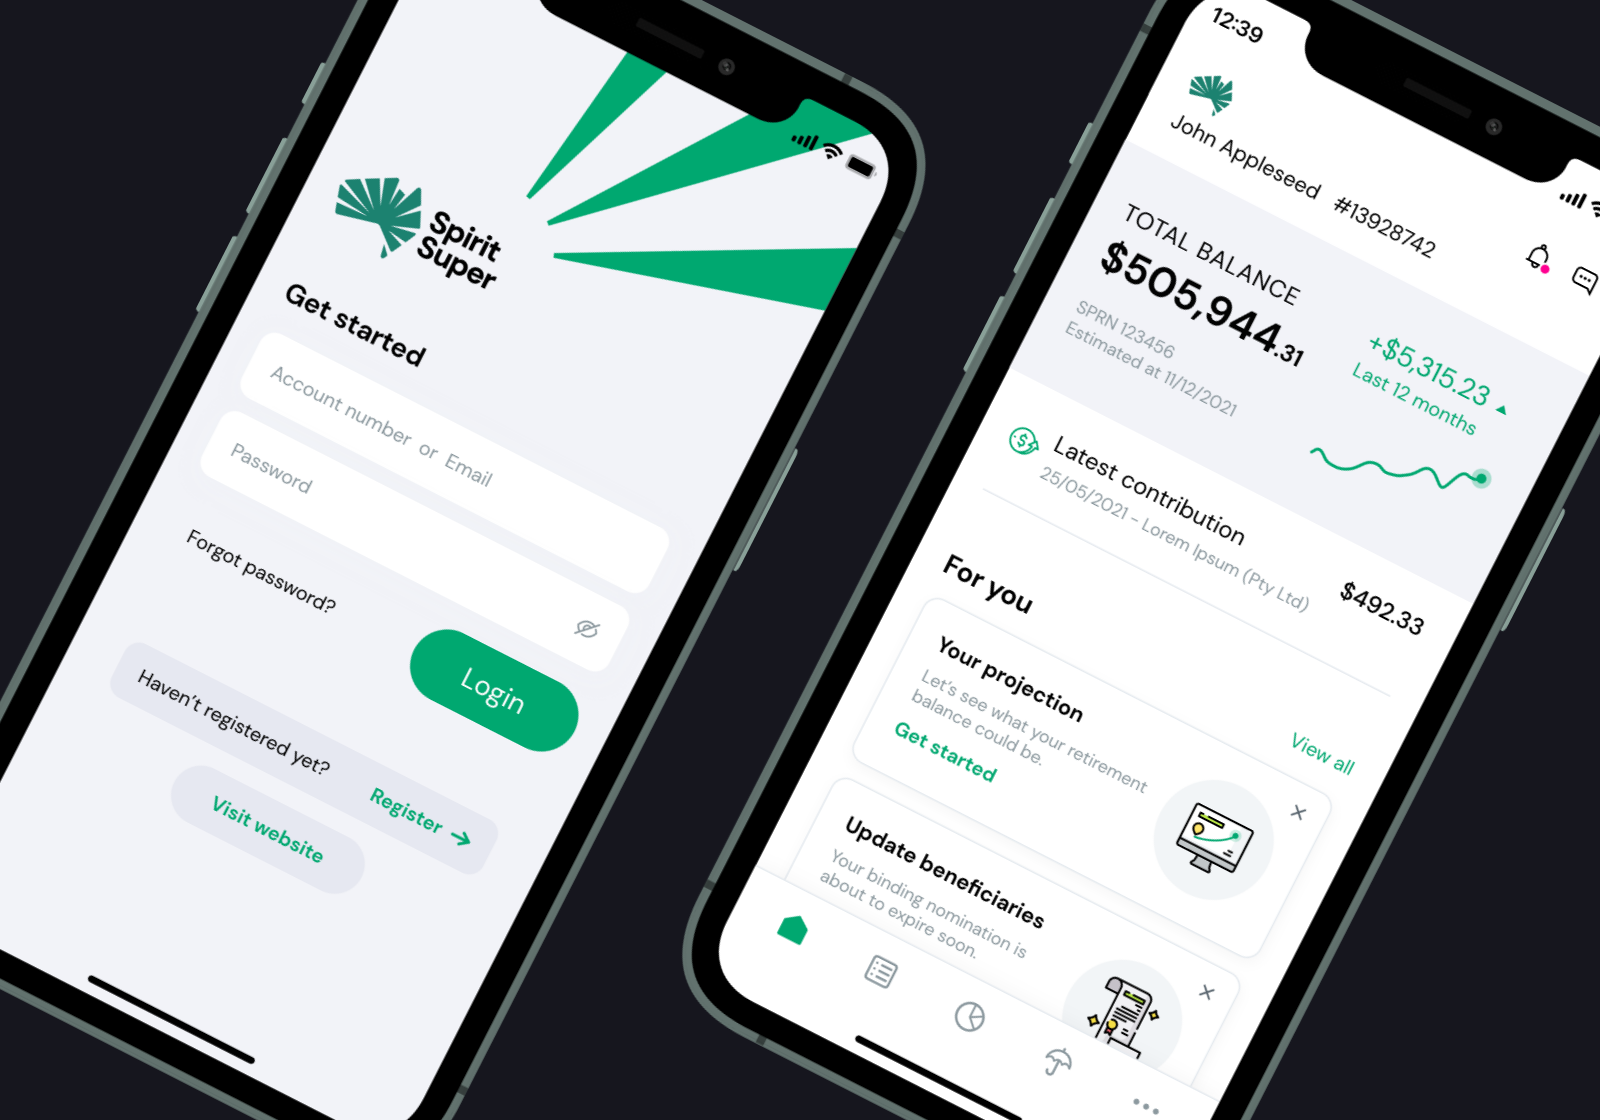 Spirit
Super
Get started
Account number or Email
Password
Forgot password?
Login
Haven't registered yet?
Register →
Visit website
12:39
John Appleseed #13928742
TOTAL BALANCE
$505,944.31
SPRN 123456
Estimated at 11/12/2021
+$5,315.23 ▲
Last 12 months
Latest contribution
25/05/2021 - Lorem Ipsum (Pty Ltd)
$492.33
For you
View all
Your projection
Let's see what your retirement
balance could be.
Get started
Update beneficiaries
Your binding nomination is
about to expire soon.